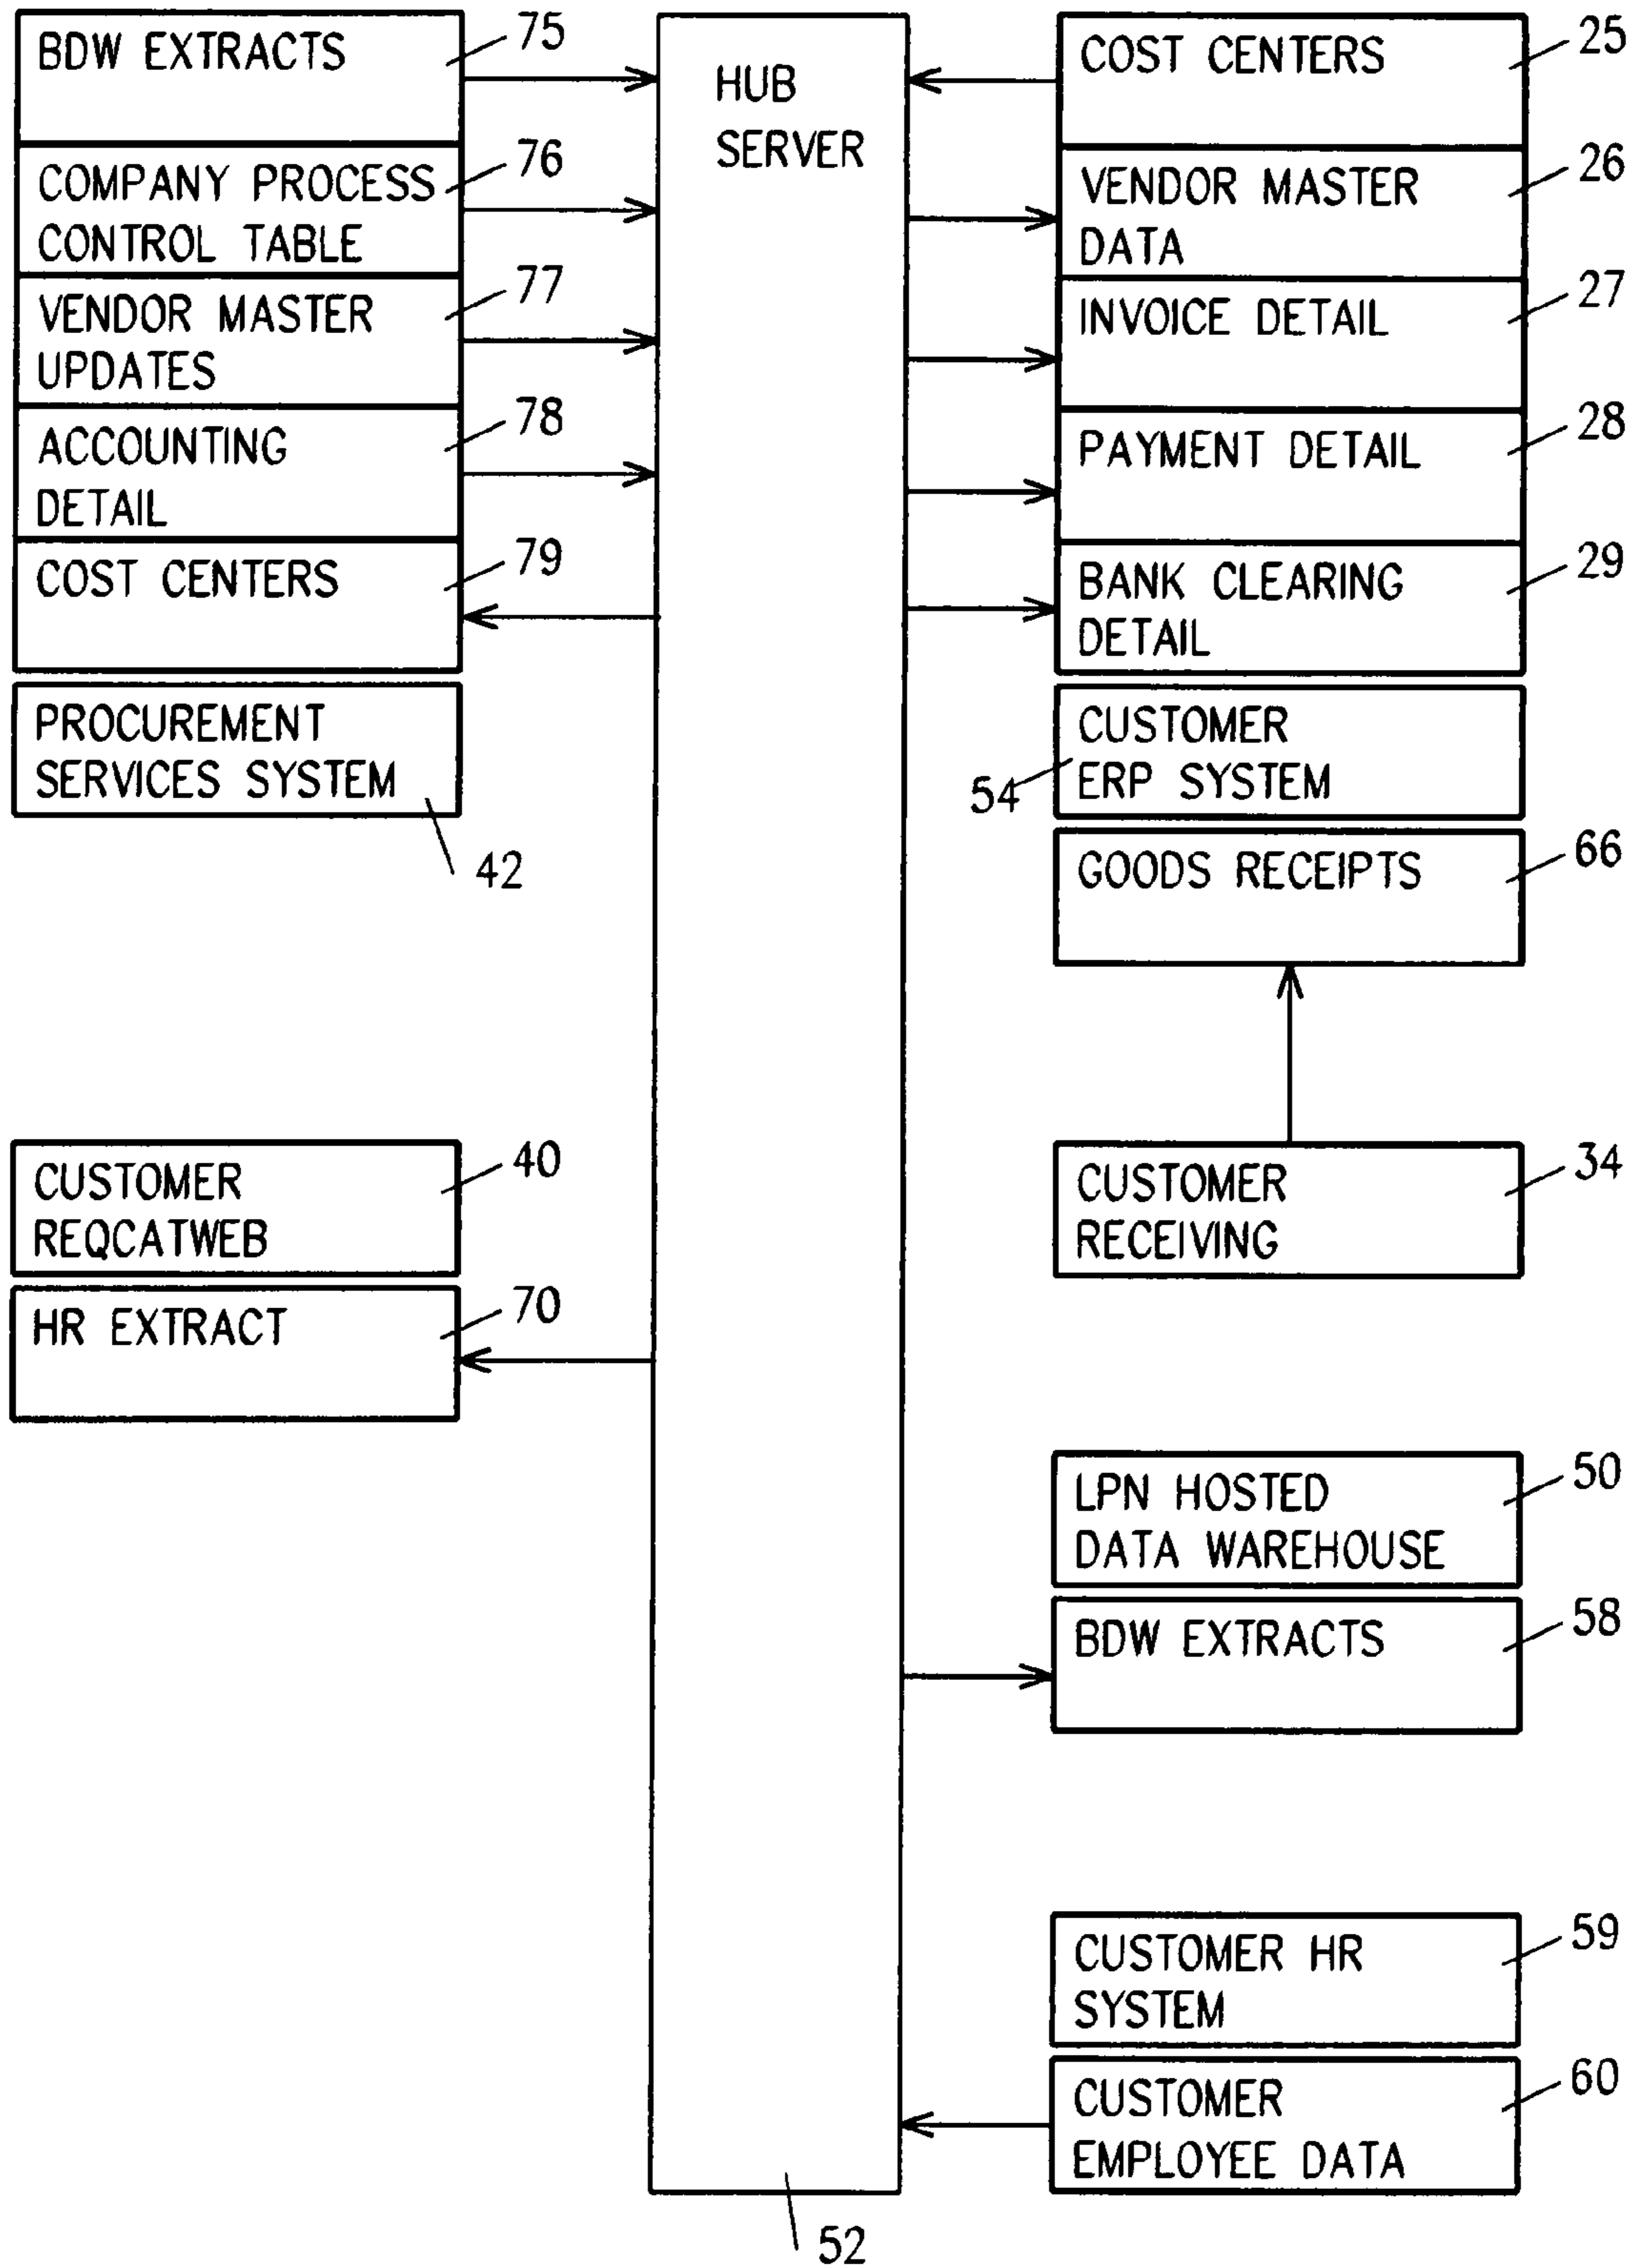 BDW EXTRACTS
75
COMPANY PROCESS
CONTROL TABLE
76
VENDOR MASTER
UPDATES
77
ACCOUNTING
DETAIL
78
COST CENTERS
79
PROCUREMENT
SERVICES SYSTEM
42
CUSTOMER
REQCATWEB
40
HR EXTRACT
70
HUB
SERVER
52
COST CENTERS
25
VENDOR MASTER
DATA
26
INVOICE DETAIL
27
PAYMENT DETAIL
28
BANK CLEARING
DETAIL
29
CUSTOMER
ERP SYSTEM
54
GOODS RECEIPTS
66
CUSTOMER
RECEIVING
34
LPN HOSTED
DATA WAREHOUSE
50
BDW EXTRACTS
58
CUSTOMER HR
SYSTEM
59
CUSTOMER
EMPLOYEE DATA
60